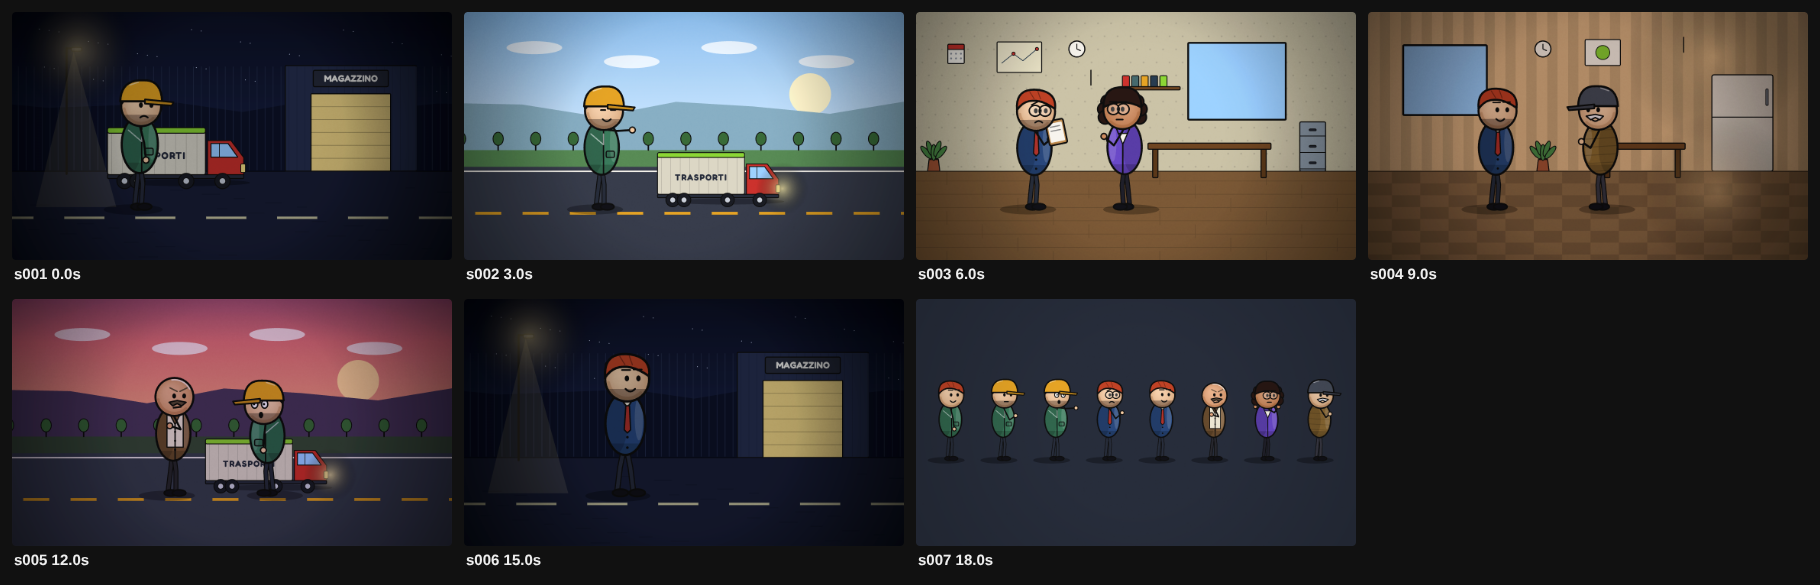 MAGAZZINO
PORTI
TRASPORTI
TRASPOR
MAGAZZINO
s001 0.0s
s002 3.0s
s003 6.0s
s004 9.0s
s005 12.0s
s006 15.0s
s007 18.0s